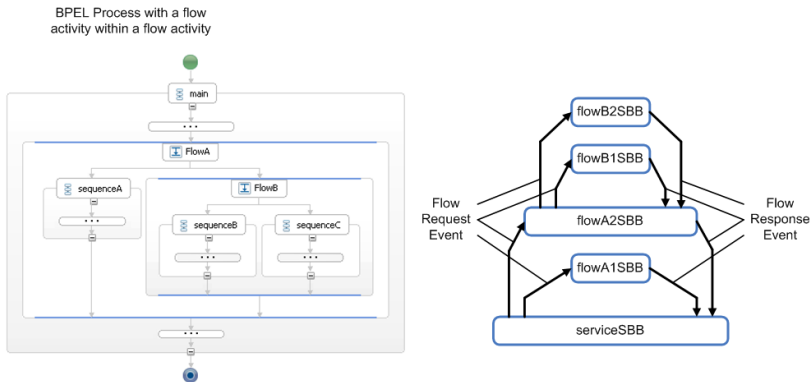 BPEL Process with a flow
activity within a flow activity
main
FlowA
sequenceA
FlowB
sequenceB
sequenceC
flowB2SBB
flowB1SBB
Flow
Request
Event
flowA2SBB
Flow
Response
Event
flowA1SBB
serviceSBB